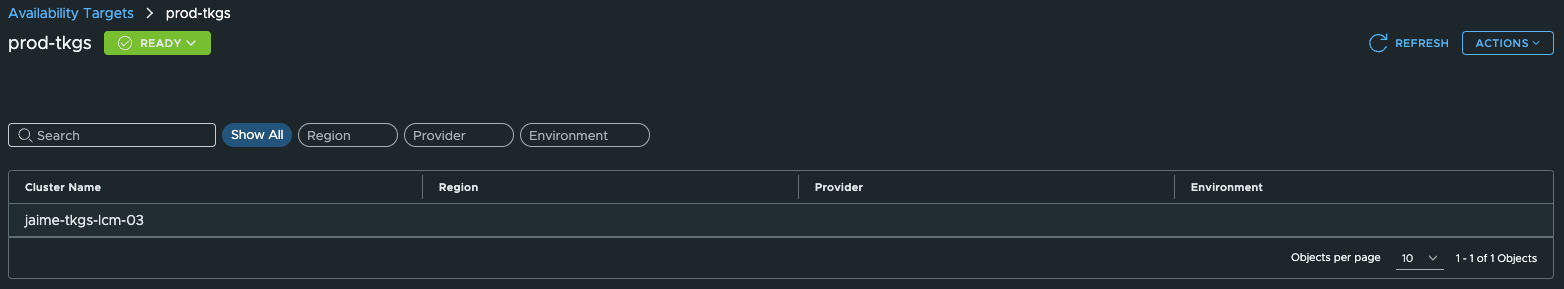 Availability Targets > prod-tkgs
prod-tkgs READY REFRESH ACTIONS
Search Show All Region Provider Environment
Cluster Name Region Provider Environment
jaime-tkgs-lcm-03
Objects per page 10 1 - 1 of 1 Objects